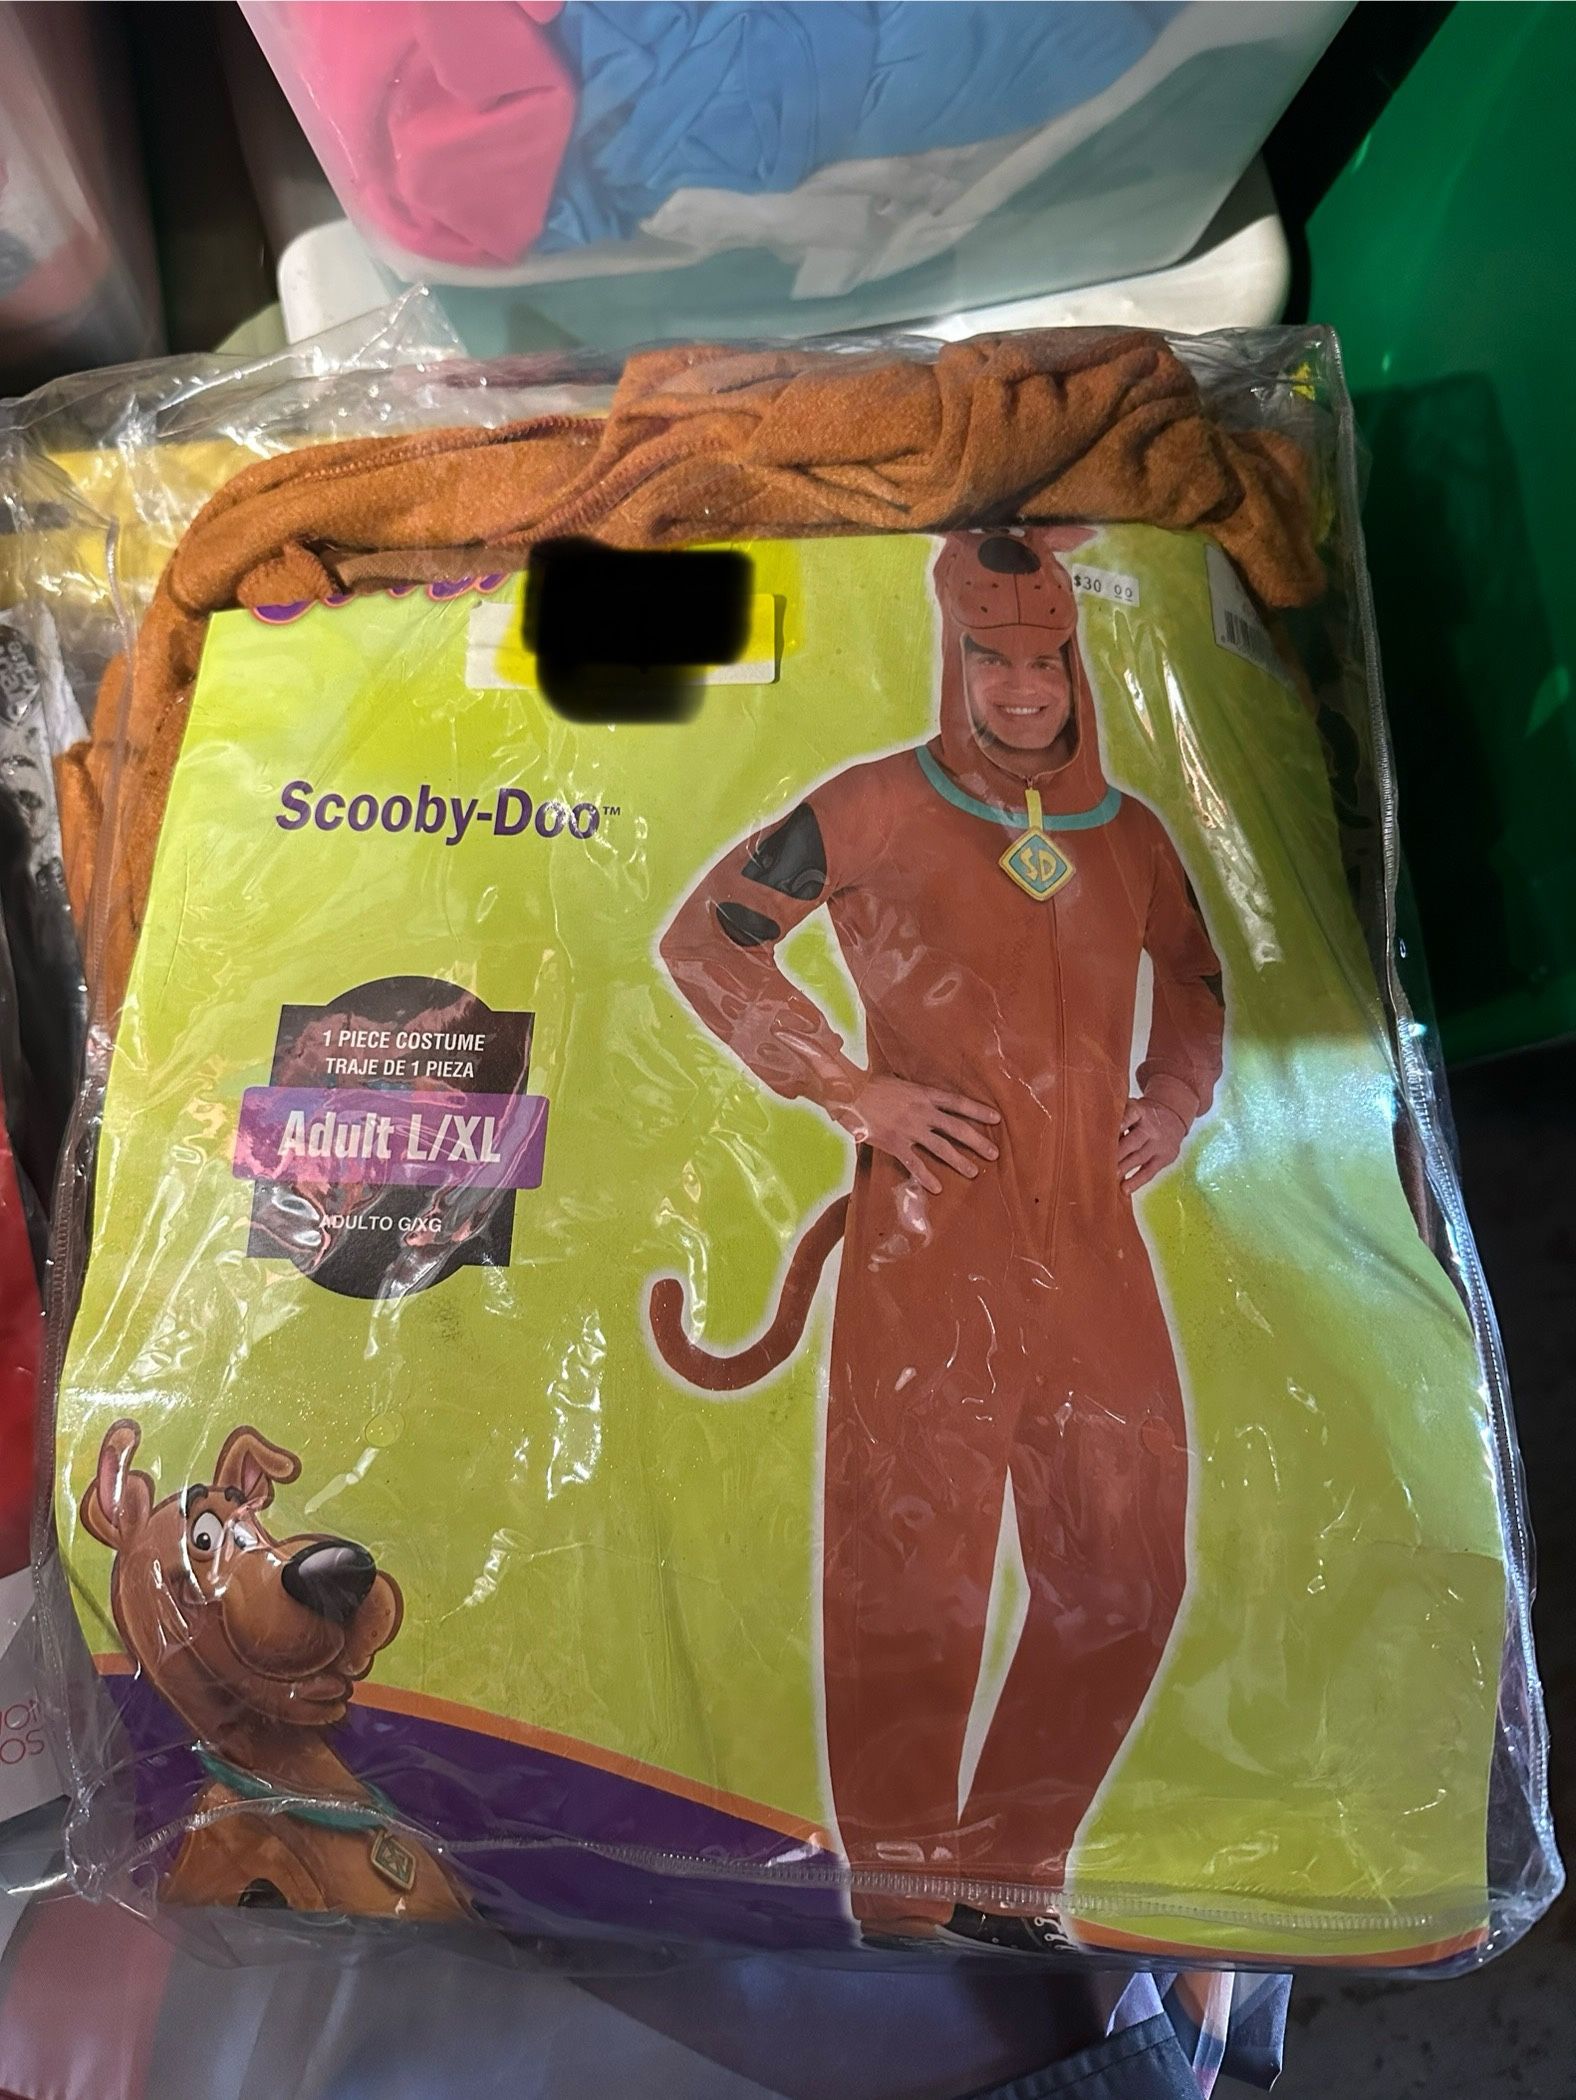 $30 00
Scooby-Doo™
SD
1 PIECE COSTUME
TRAJE DE 1 PIEZA
Adult L/XL
ADULTO G/XG